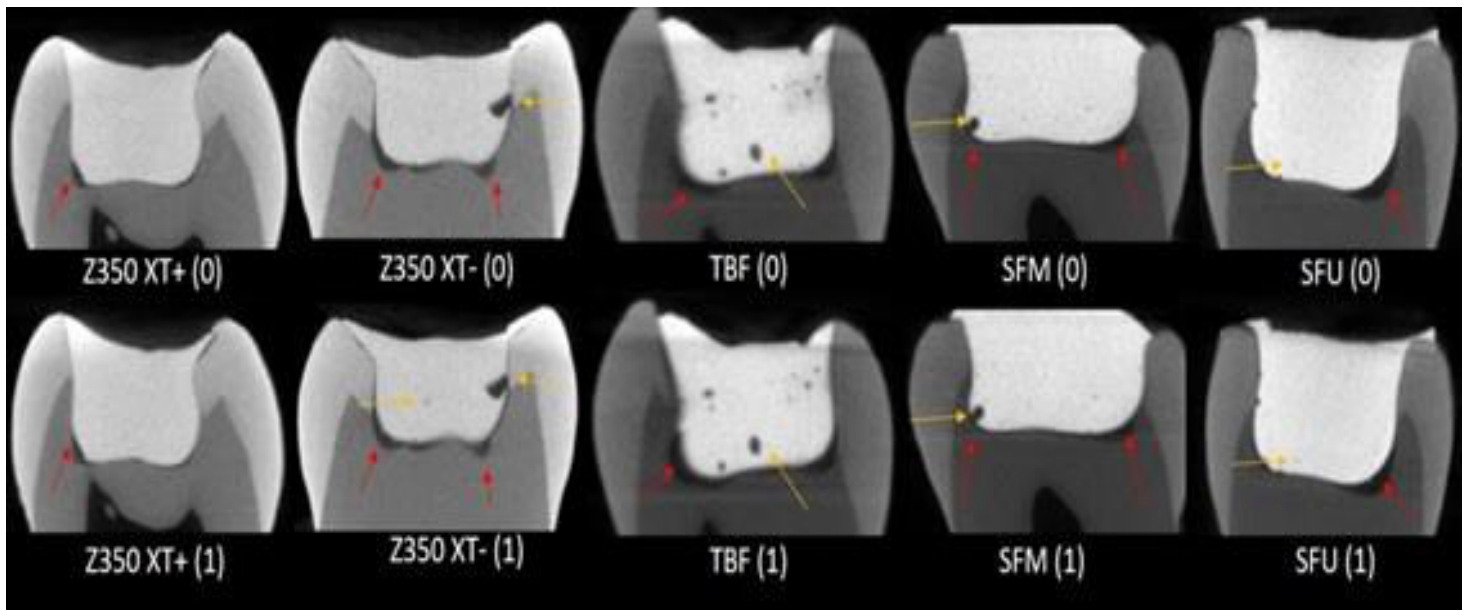 Z350 XT+ (0)
Z350 XT- (0)
TBF (0)
SFM (0)
SFU (0)
Z350 XT+ (1)
Z350 XT- (1)
TBF (1)
SFM (1)
SFU (1)